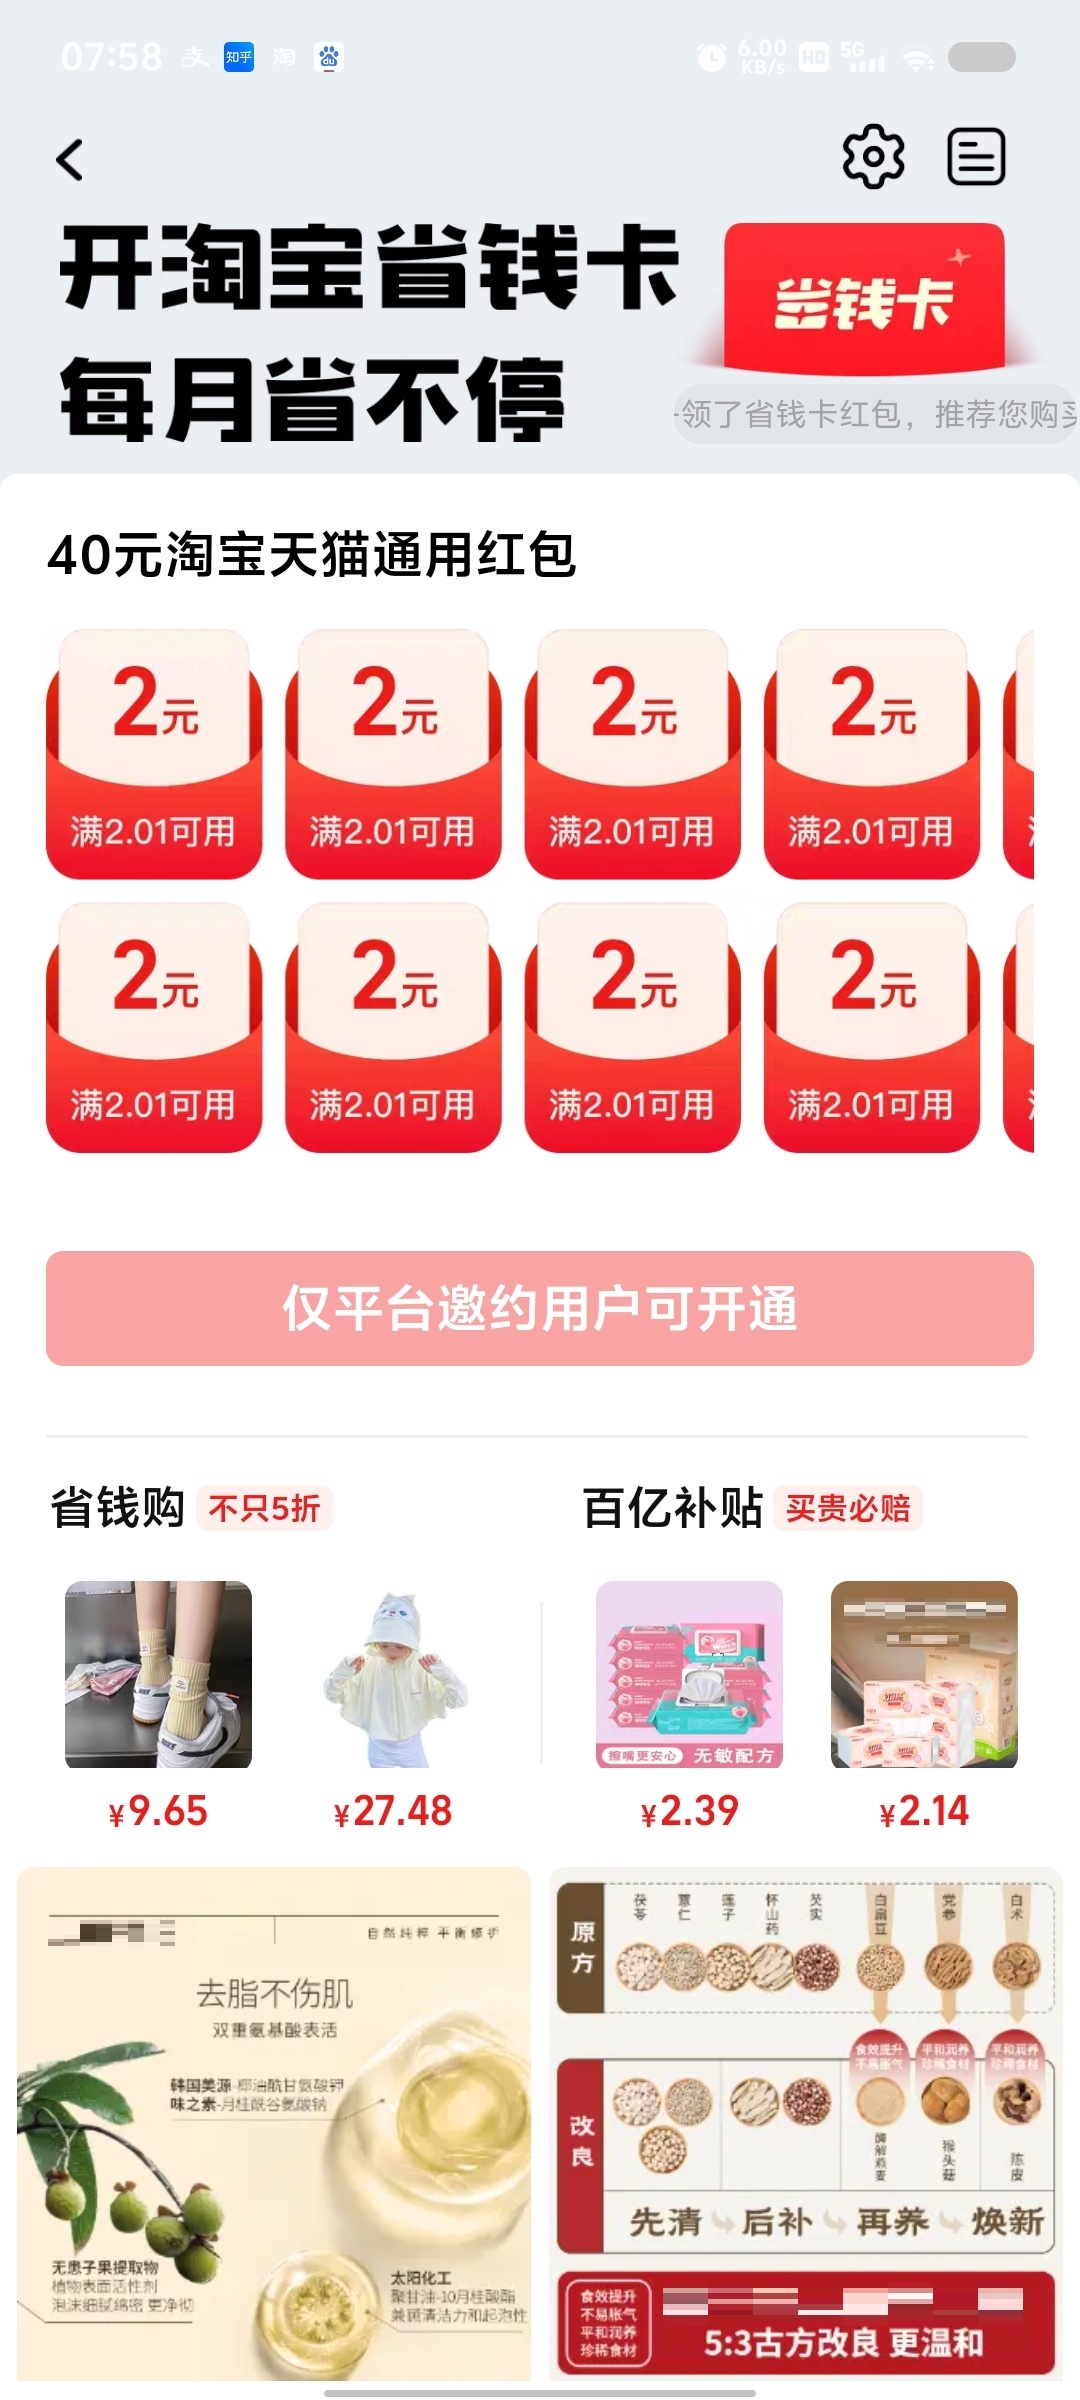 07:58
支
知乎
淘
du
6.00
KB/s
HD
5G
开淘宝省钱卡
每月省不停
省钱卡
领了省钱卡红包，推荐您购买
40元淘宝天猫通用红包
2元 2元 2元 2元
满2.01可用 满2.01可用 满2.01可用 满2.01可用
2元 2元 2元 2元
满2.01可用 满2.01可用 满2.01可用 满2.01可用
仅平台邀约用户可开通
省钱购 不只5折
百亿补贴 买贵必赔
擦嘴更安心 无敏配方
¥9.65 ¥27.48 ¥2.39 ¥2.14
自然纯粹 平衡修护
去脂不伤肌
双重氨基酸表活
韩国美源-椰油酰甘氨酸钾
味之素-月桂酰谷氨酸钠
无患子果提取物
植物表面活性剂
泡沫细腻绵密 更净彻
太阳化工
聚甘油-10月桂酸酯
兼顾清洁力和起泡性
原方
茯苓 薏仁 莲子 怀山药 芡实 白扁豆 党参 白术
食效提升 平和润养 平和润养
不易胀气 珍稀食材 珍稀食材
改良
酶解燕麦 猴头菇 陈皮
先清 后补 再养 焕新
食效提升
不易胀气
平和润养
珍稀食材
5:3古方改良 更温和